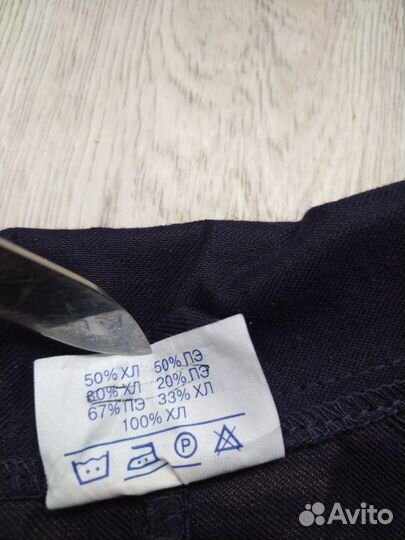 50% ХЛ 50% ПЭ
80% ХЛ 20% ПЭ
67% ПЭ 33% ХЛ
100% ХЛ
P
Avito